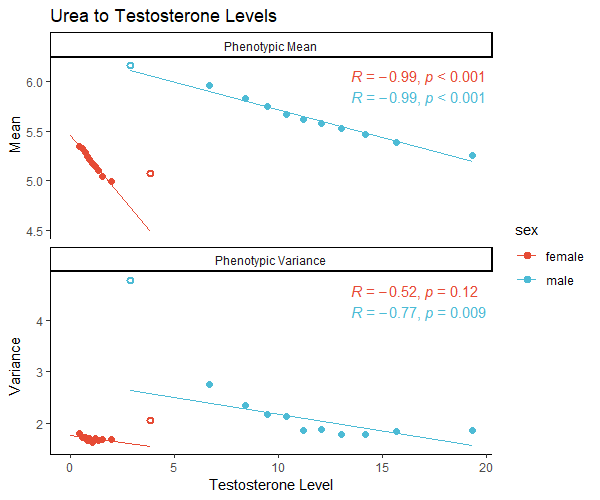 Urea to Testosterone Levels
Phenotypic Mean
R = −0.99, p < 0.001
R = −0.99, p < 0.001
6.0
5.5
5.0
4.5
Mean
Phenotypic Variance
R = −0.52, p = 0.12
R = −0.77, p = 0.009
4
3
2
Variance
0 5 10 15 20
Testosterone Level
sex
female
male